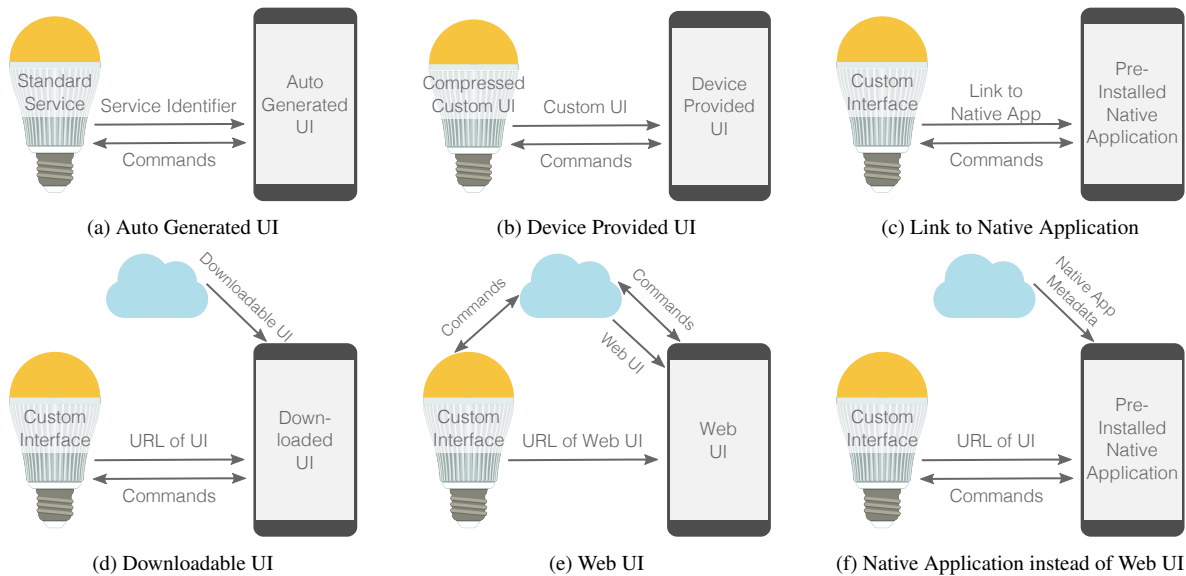 Standard
Service
Service Identifier
Commands
Auto
Generated
UI
(a) Auto Generated UI
Compressed
Custom UI
Custom UI
Commands
Device
Provided
UI
(b) Device Provided UI
Custom
Interface
Link to
Native App
Commands
Pre-
Installed
Native
Application
(c) Link to Native Application
Downloadable UI
Custom
Interface
URL of UI
Commands
Down-
loaded
UI
(d) Downloadable UI
Commands
Commands
Web UI
Custom
Interface
URL of Web UI
Web
UI
(e) Web UI
Native App
Metadata
Custom
Interface
URL of UI
Commands
Pre-
Installed
Native
Application
(f) Native Application instead of Web UI